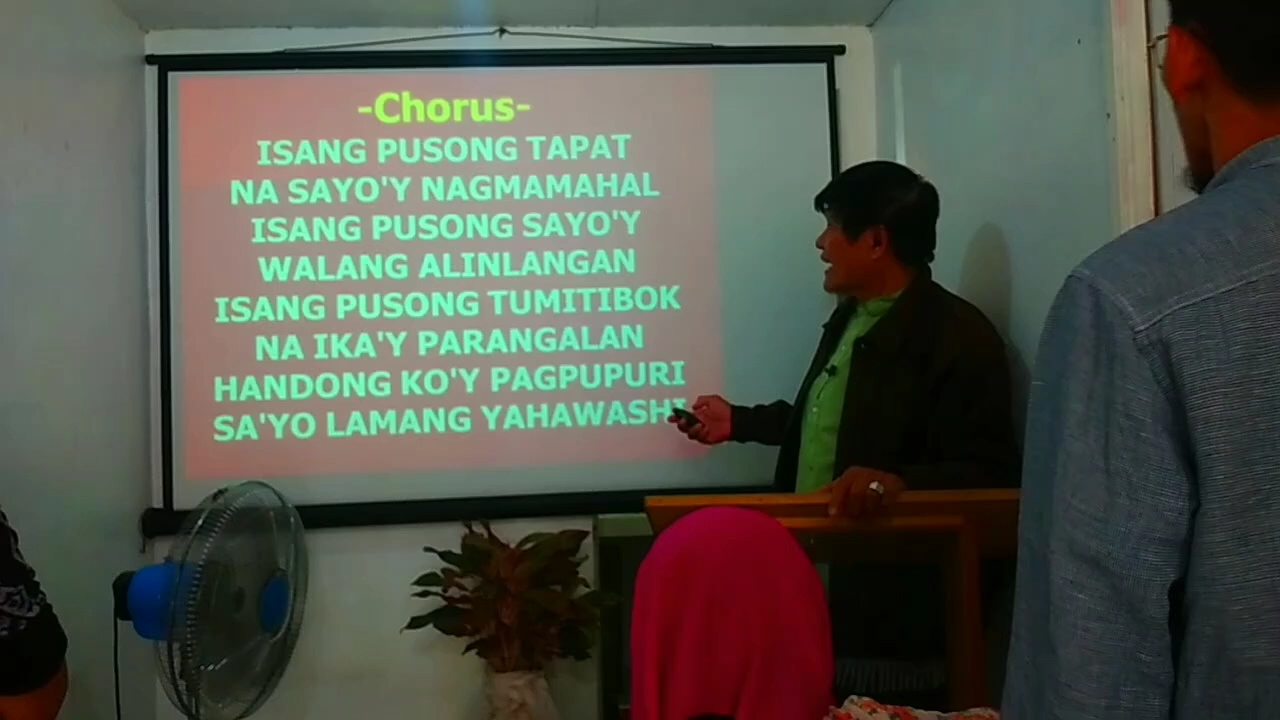 -Chorus-
ISANG PUSONG TAPAT
NA SAYO'Y NAGMAMAHAL
ISANG PUSONG SAYO'Y
WALANG ALINLANGAN
ISANG PUSONG TUMITIBOK
NA IKA'Y PARANGALAN
HANDONG KO'Y PAGPUPURI
SA'YO LAMANG YAHAWASHI